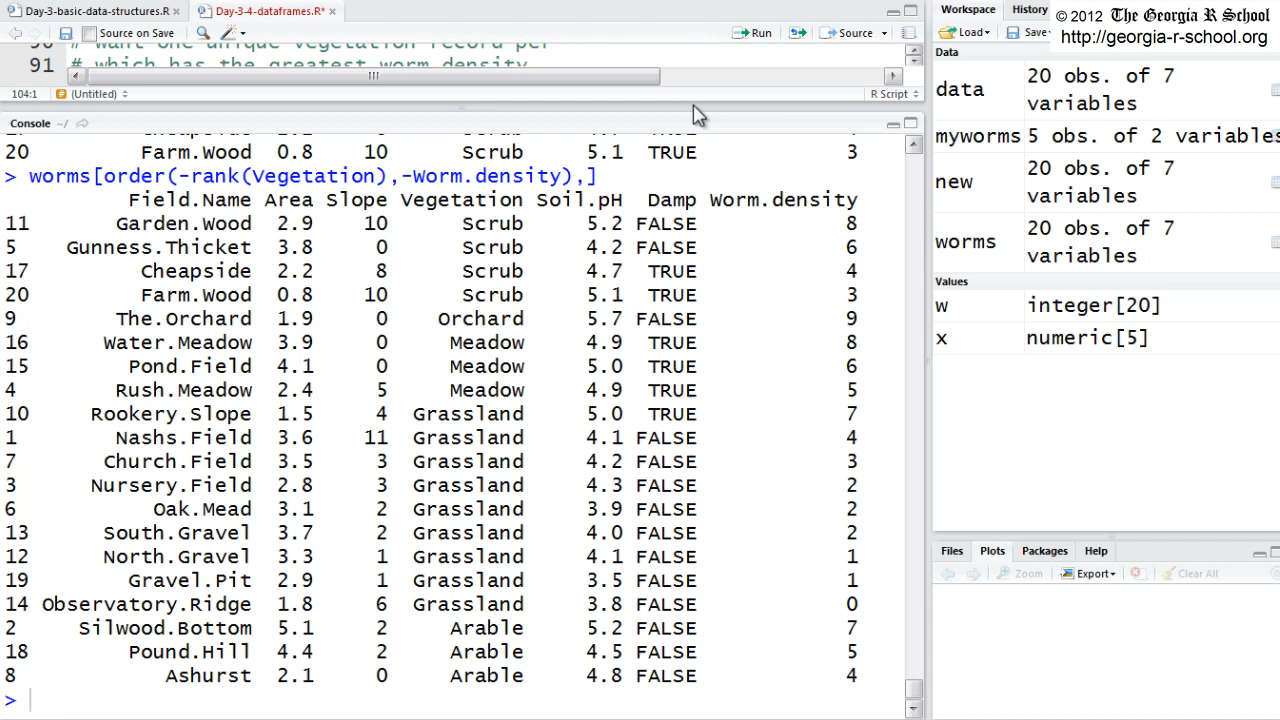 Day-3-basic-data-structures.R × Day-3-4-dataframes.R* ×
Source on Save Run Source
# want one unique vegetation record per
91 # which has the greatest worm density
104:1 (Untitled) R Script
Console ~/
20 Farm.Wood 0.8 10 Scrub 5.1 TRUE 3
> worms[order(-rank(Vegetation),-Worm.density),]
Field.Name Area Slope Vegetation Soil.pH Damp Worm.density
11 Garden.Wood 2.9 10 Scrub 5.2 FALSE 8
5 Gunness.Thicket 3.8 0 Scrub 4.2 FALSE 6
17 Cheapside 2.2 8 Scrub 4.7 TRUE 4
20 Farm.Wood 0.8 10 Scrub 5.1 TRUE 3
9 The.Orchard 1.9 0 Orchard 5.7 FALSE 9
16 Water.Meadow 3.9 0 Meadow 4.9 TRUE 8
15 Pond.Field 4.1 0 Meadow 5.0 TRUE 6
4 Rush.Meadow 2.4 5 Meadow 4.9 TRUE 5
10 Rookery.Slope 1.5 4 Grassland 5.0 TRUE 7
1 Nashs.Field 3.6 11 Grassland 4.1 FALSE 4
7 Church.Field 3.5 3 Grassland 4.2 FALSE 3
3 Nursery.Field 2.8 3 Grassland 4.3 FALSE 2
6 Oak.Mead 3.1 2 Grassland 3.9 FALSE 2
13 South.Gravel 3.7 2 Grassland 4.0 FALSE 2
12 North.Gravel 3.3 1 Grassland 4.1 FALSE 1
19 Gravel.Pit 2.9 1 Grassland 3.5 FALSE 1
14 Observatory.Ridge 1.8 6 Grassland 3.8 FALSE 0
2 Silwood.Bottom 5.1 2 Arable 5.2 FALSE 7
18 Pound.Hill 4.4 2 Arable 4.5 FALSE 5
8 Ashurst 2.1 0 Arable 4.8 FALSE 4
>
Workspace History
Load Save
© 2012 The Georgia R School
http://georgia-r-school.org
Data
data 20 obs. of 7 variables
myworms 5 obs. of 2 variables
new 20 obs. of 7 variables
worms 20 obs. of 7 variables
Values
w integer[20]
x numeric[5]
Files Plots Packages Help
Zoom Export Clear All